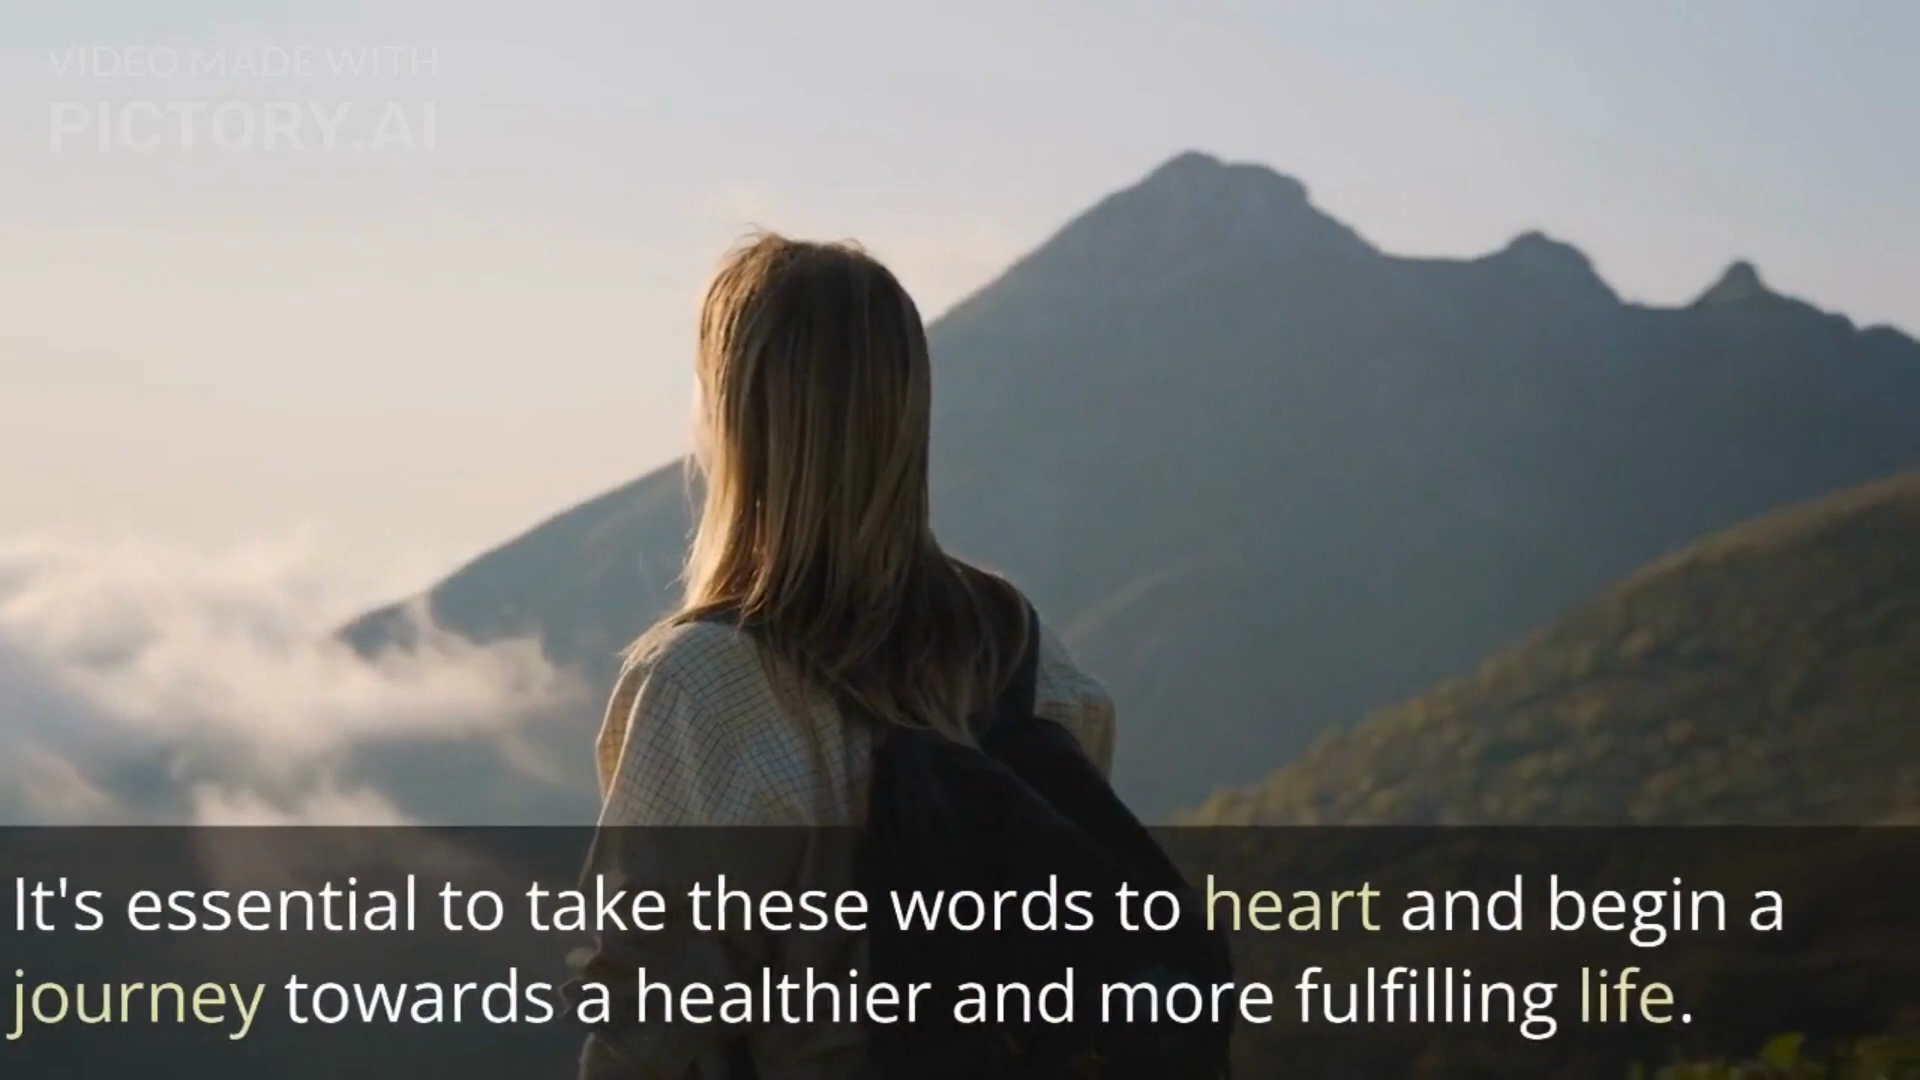 VIDEO MADE WITH
PICTORY.AI
It's essential to take these words to heart and begin a
journey towards a healthier and more fulfilling life.